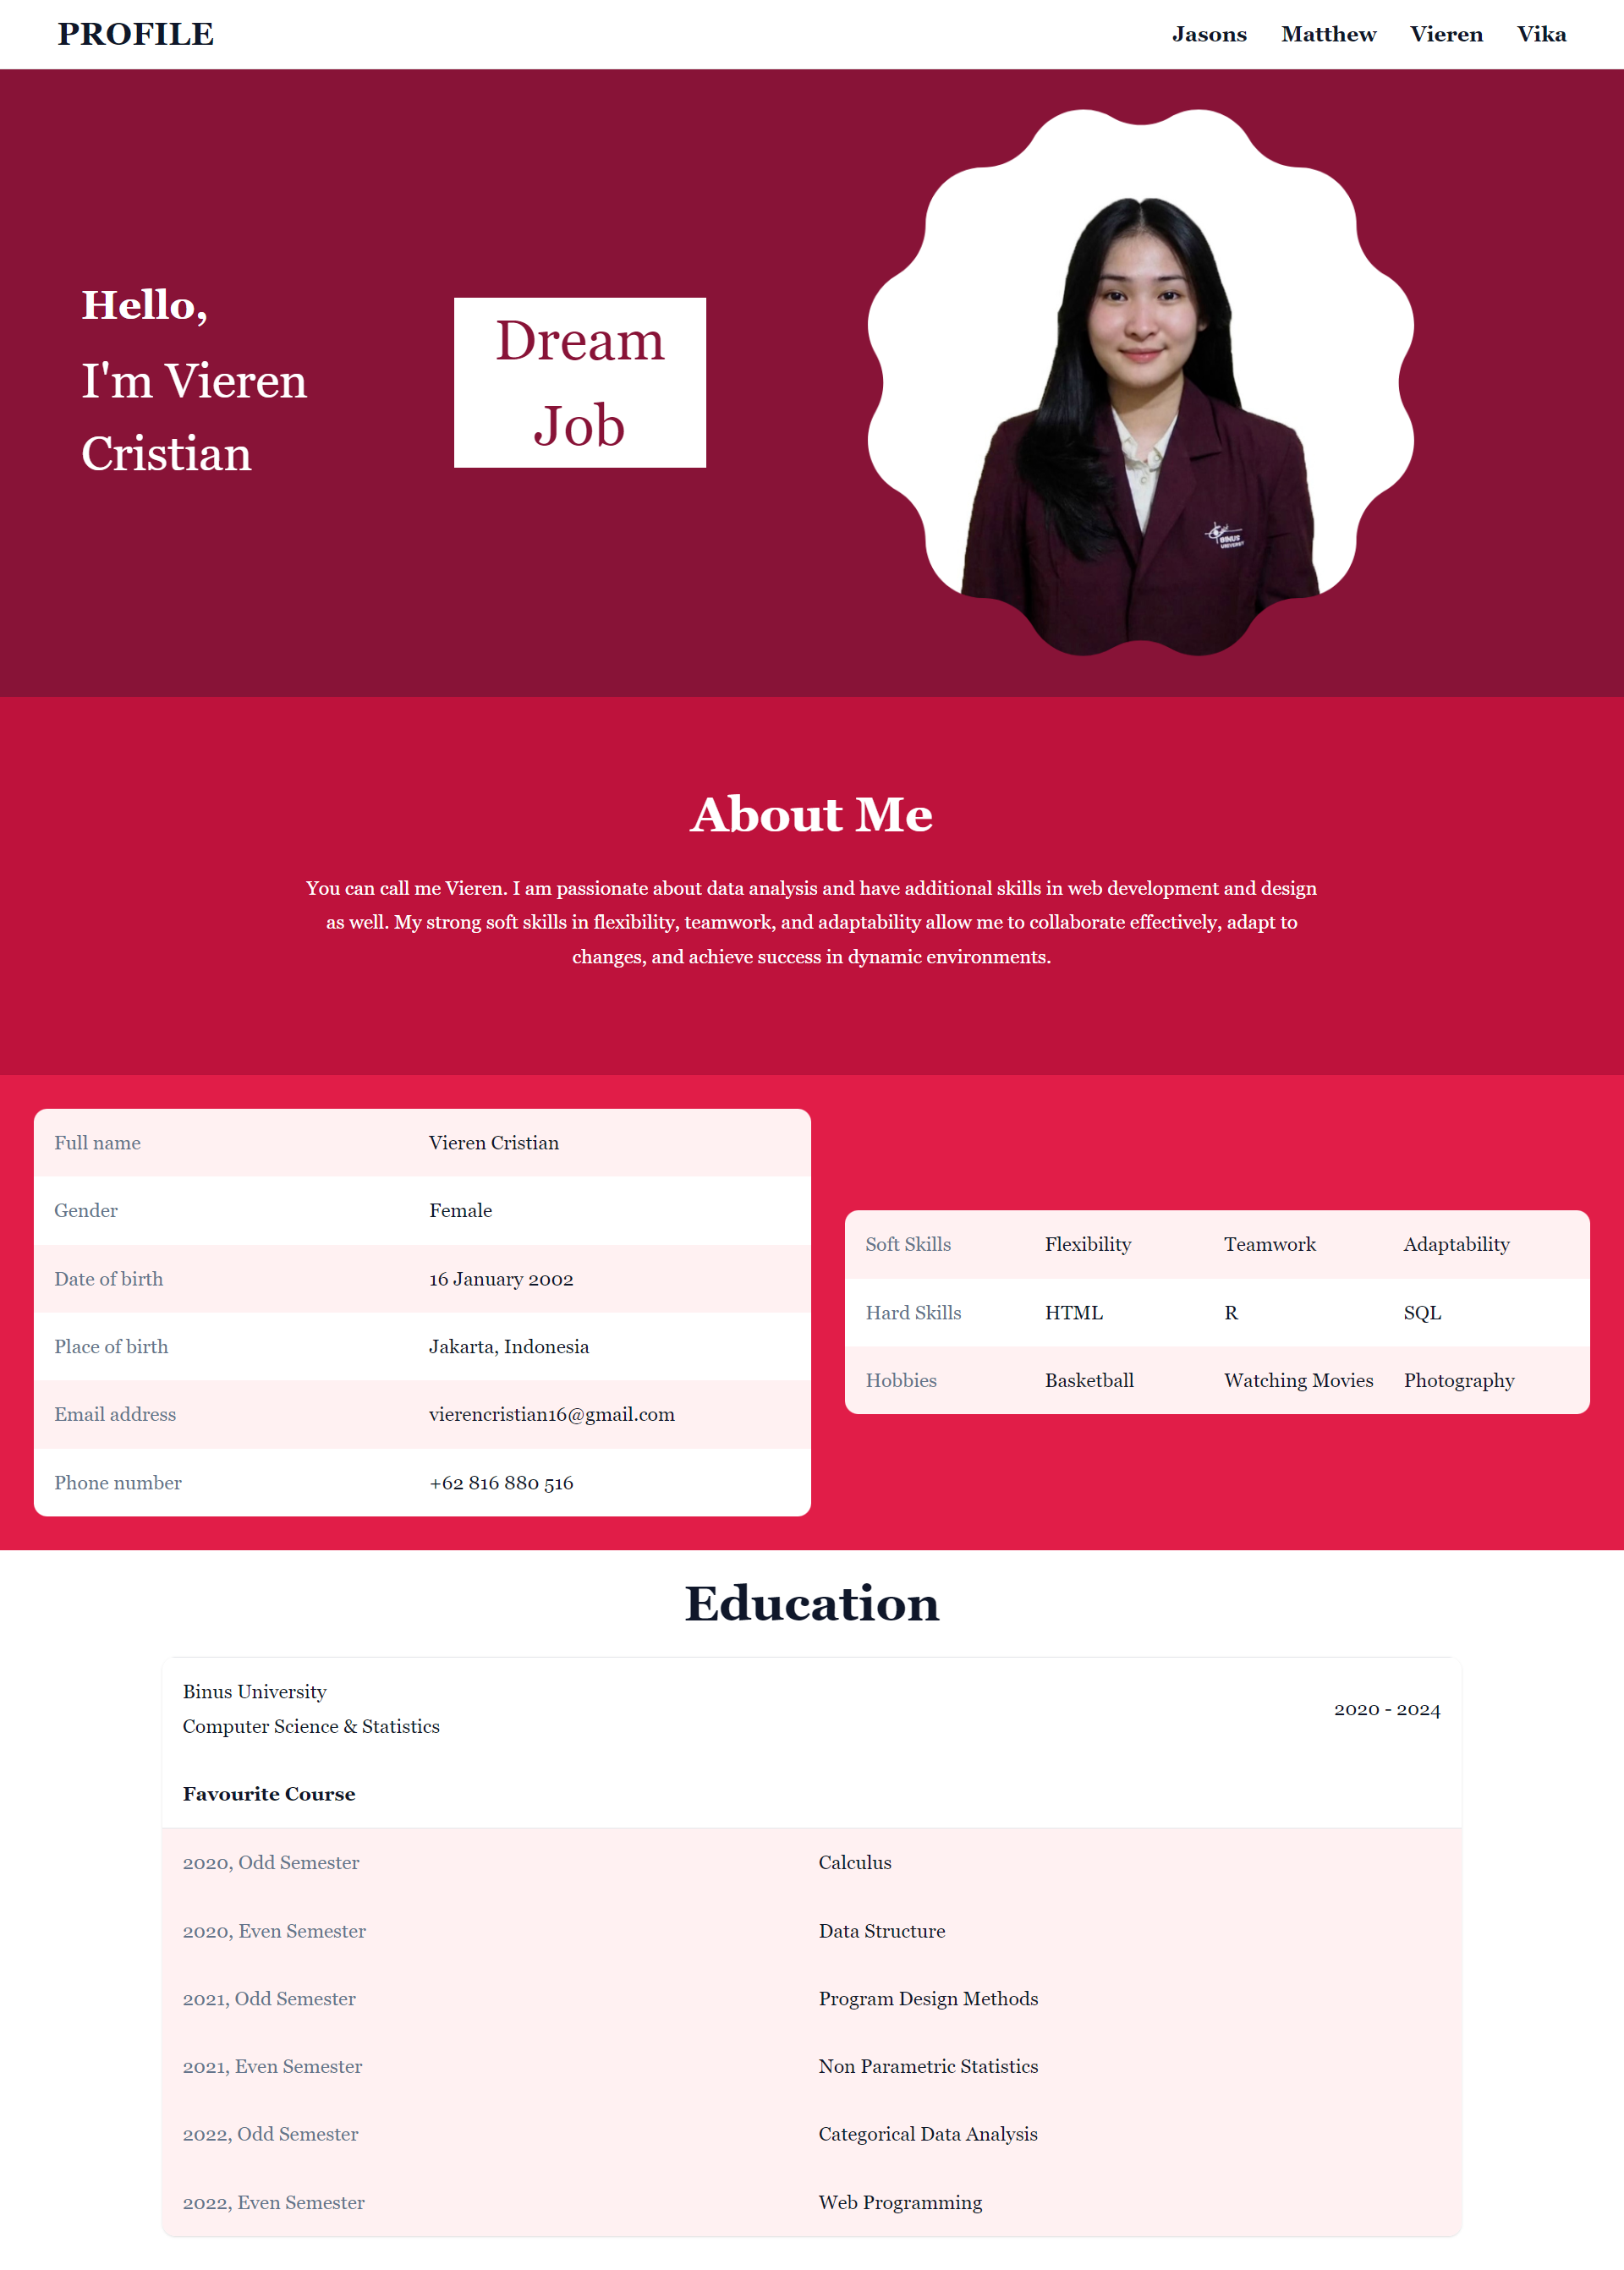 PROFILE
Jasons Matthew Vieren Vika
Hello,
I'm Vieren
Cristian
Dream
Job
BINUS
UNIVERSITY
About Me
You can call me Vieren. I am passionate about data analysis and have additional skills in web development and design
as well. My strong soft skills in flexibility, teamwork, and adaptability allow me to collaborate effectively, adapt to
changes, and achieve success in dynamic environments.
Full name Vieren Cristian
Gender Female
Date of birth 16 January 2002
Place of birth Jakarta, Indonesia
Email address vierencristian16@gmail.com
Phone number +62 816 880 516
Soft Skills Flexibility Teamwork Adaptability
Hard Skills HTML R SQL
Hobbies Basketball Watching Movies Photography
Education
Binus University
Computer Science & Statistics
2020 - 2024
Favourite Course
2020, Odd Semester Calculus
2020, Even Semester Data Structure
2021, Odd Semester Program Design Methods
2021, Even Semester Non Parametric Statistics
2022, Odd Semester Categorical Data Analysis
2022, Even Semester Web Programming